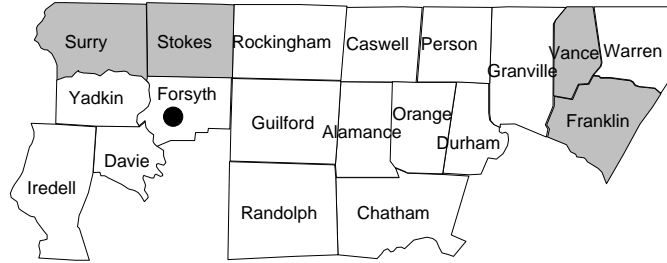 Surry
Stokes
Rockingham
Caswell
Person
Granville
Vance
Warren
Yadkin
Forsyth
Guilford
Alamance
Orange
Durham
Franklin
Davie
Iredell
Randolph
Chatham